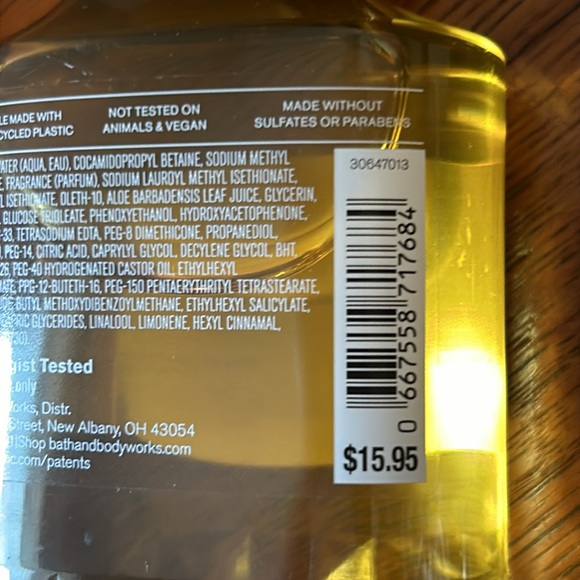 LE MADE WITH
CYCLED PLASTIC
NOT TESTED ON
ANIMALS & VEGAN
MADE WITHOUT
SULFATES OR PARABENS
WATER (AQUA, EAU), COCAMIDOPROPYL BETAINE, SODIUM METHYL
E, FRAGRANCE (PARFUM), SODIUM LAUROYL METHYL ISETHIONATE,
L ISETHIONATE, OLETH-10, ALOE BARBADENSIS LEAF JUICE, GLYCERIN,
GLUCOSE TRIOLEATE, PHENOXYETHANOL, HYDROXYACETOPHENONE,
-33, TETRASODIUM EDTA, PEG-8 DIMETHICONE, PROPANEDIOL,
, PEG-14, CITRIC ACID, CAPRYLYL GLYCOL, DECYLENE GLYCOL, BHT,
26, PEG-40 HYDROGENATED CASTOR OIL, ETHYLHEXYL
MATE, PPG-12-BUTETH-16, PEG-150 PENTAERYTHRITYL TETRASTEARATE,
BUTYL METHOXYDIBENZOYLMETHANE, ETHYLHEXYL SALICYLATE,
PRIC GLYCERIDES, LINALOOL, LIMONENE, HEXYL CINNAMAL,
730).
gist Tested
only
Works, Distr.
Street, New Albany, OH 43054
Shop bathandbodyworks.com
c.com/patents
30647013
0 667558 717684
$15.95